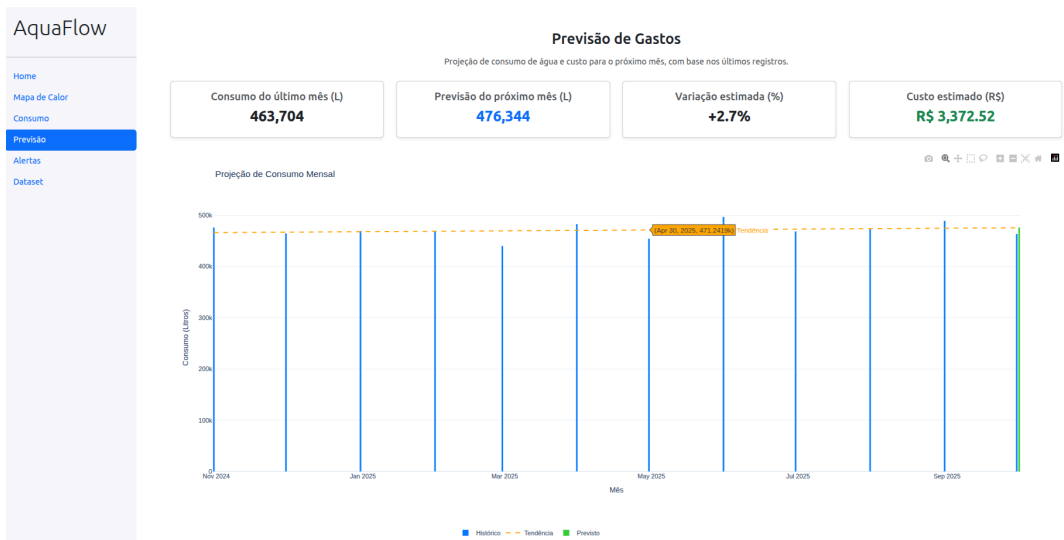 AquaFlow
Home
Mapa de Calor
Consumo
Previsão
Alertas
Dataset
Previsão de Gastos
Projeção de consumo de água e custo para o próximo mês, com base nos últimos registros.
Consumo do último mês (L)
463,704
Previsão do próximo mês (L)
476,344
Variação estimada (%)
+2.7%
Custo estimado (R$)
R$ 3,372.52
Projeção de Consumo Mensal
500k
400k
300k
200k
100k
0
Consumo (Litros)
(Apr 30, 2025, 471.2419k) Tendência
Nov 2024 Jan 2025 Mar 2025 May 2025 Jul 2025 Sep 2025
Mês
Histórico Tendência Previsto